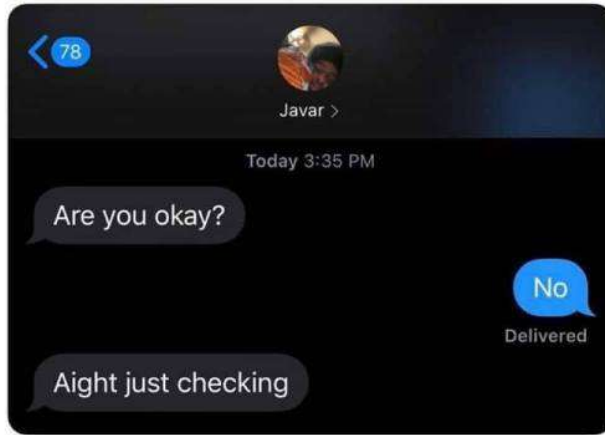 78
Javar >
Today 3:35 PM
Are you okay?
No
Delivered
Aight just checking